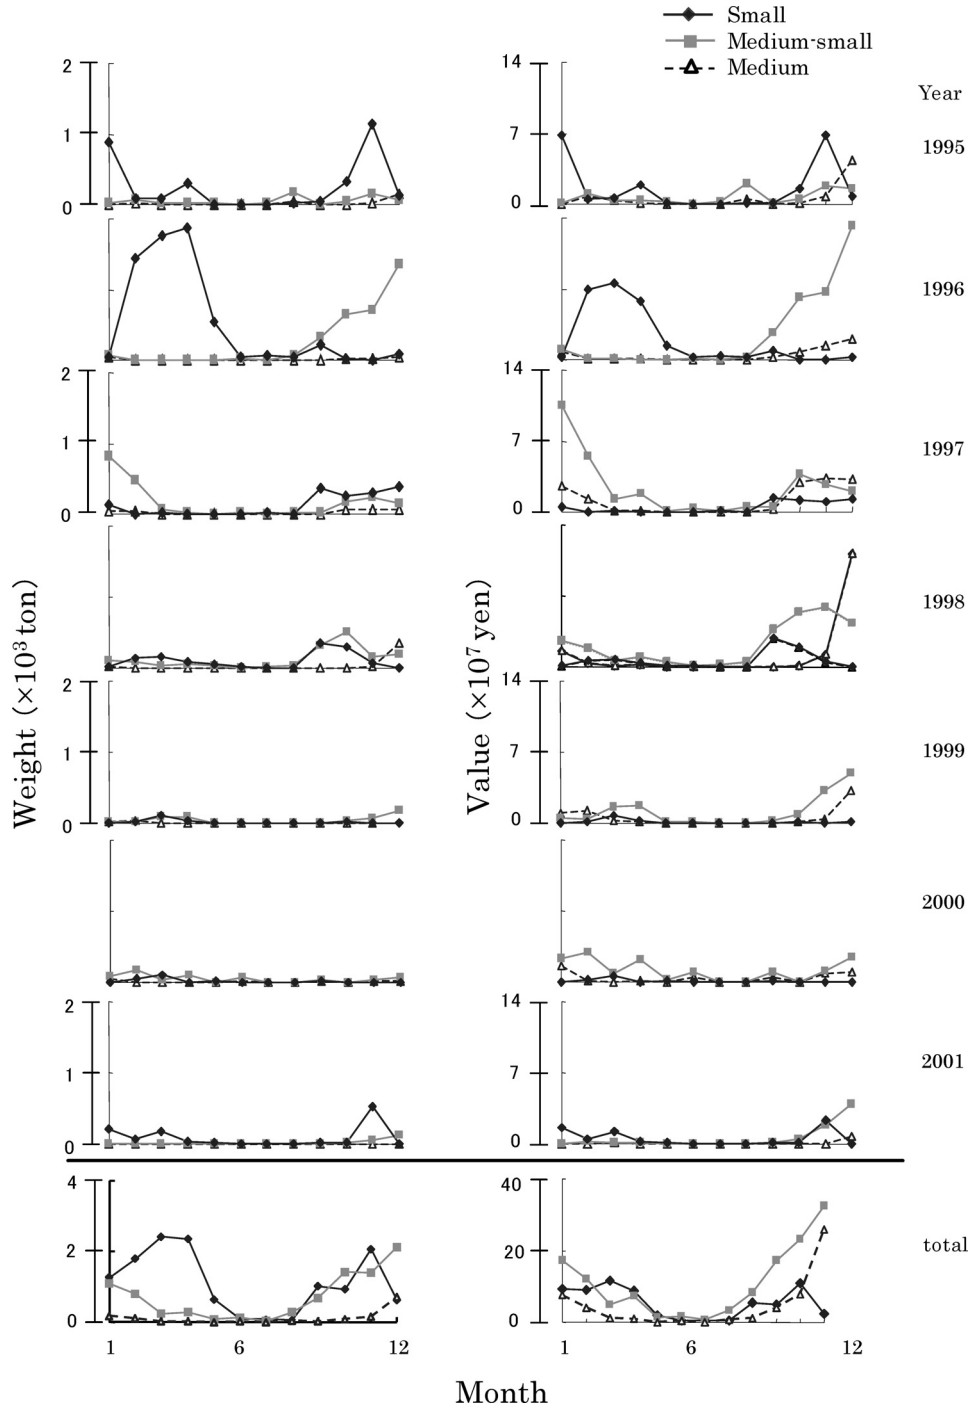 Small
Medium-small
Medium
Year
2 14
1 7 1995
0 0
1996
2 14
1 7 1997
0 0
1998
2 14
1 7 1999
0 0
2000
2 14
1 7 2001
0 0
4 40
2 20 total
0 0
1 6 12 1 6 12
Weight (×10³ton)
Value (×10⁷yen)
Month